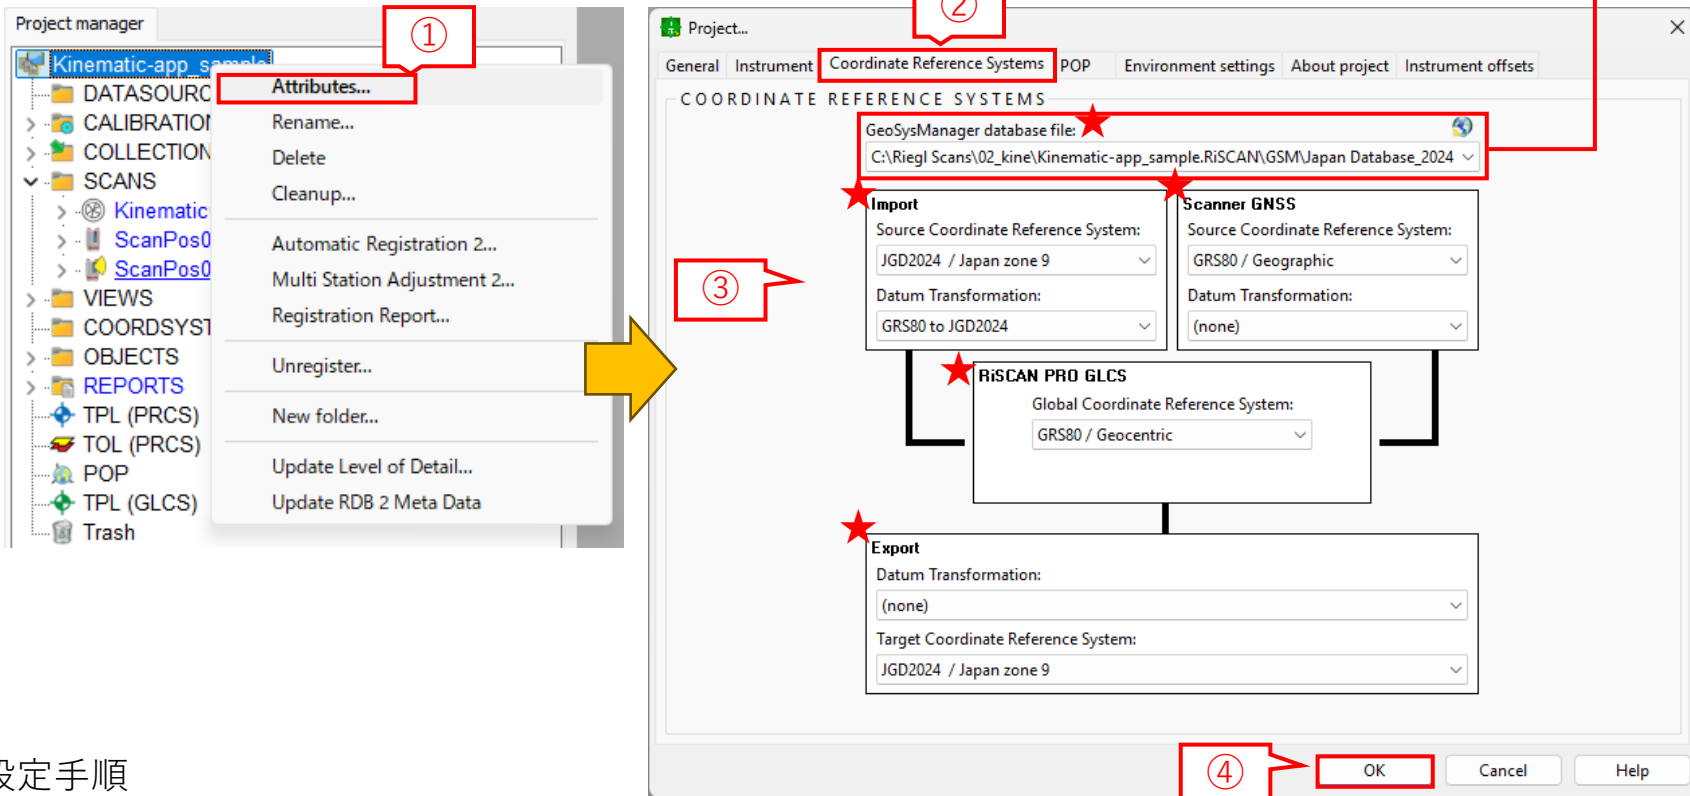 Project manager
①
Kinematic-app_sample
DATASOURC
CALIBRATION
COLLECTION
SCANS
Kinematic
ScanPos0
ScanPos0
VIEWS
COORDSYST
OBJECTS
REPORTS
TPL (PRCS)
TOL (PRCS)
POP
TPL (GLCS)
Trash
Attributes...
Rename...
Delete
Cleanup...
Automatic Registration 2...
Multi Station Adjustment 2...
Registration Report...
Unregister...
New folder...
Update Level of Detail...
Update RDB 2 Meta Data
②
Project...
General Instrument Coordinate Reference Systems POP Environment settings About project Instrument offsets
COORDINATE REFERENCE SYSTEMS
GeoSysManager database file:
C:\Riegl Scans\02_kine\Kinematic-app_sample.RiSCAN\GSM\Japan Database_2024
③
Import
Source Coordinate Reference System:
JGD2024 / Japan zone 9
Datum Transformation:
GRS80 to JGD2024
Scanner GNSS
Source Coordinate Reference System:
GRS80 / Geographic
Datum Transformation:
(none)
RiSCAN PRO GLCS
Global Coordinate Reference System:
GRS80 / Geocentric
Export
Datum Transformation:
(none)
Target Coordinate Reference System:
JGD2024 / Japan zone 9
④
OK Cancel Help
設定手順